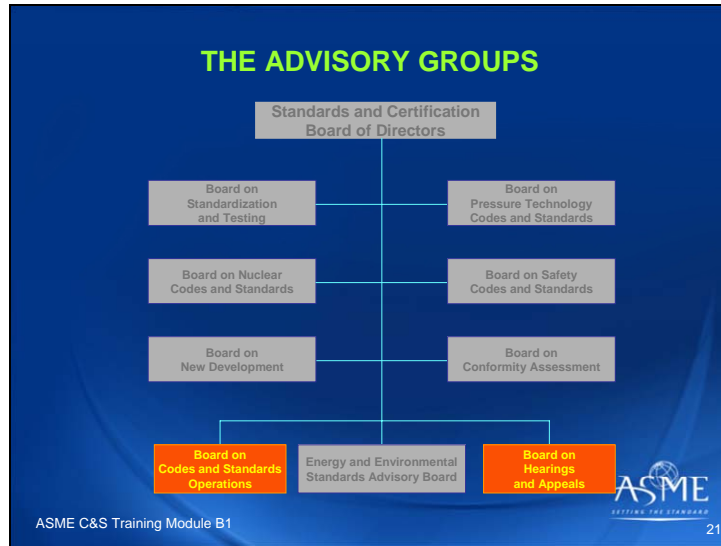 THE ADVISORY GROUPS
Standards and Certification
Board of Directors
Board on
Standardization
and Testing
Board on
Pressure Technology
Codes and Standards
Board on Nuclear
Codes and Standards
Board on Safety
Codes and Standards
Board on
New Development
Board on
Conformity Assessment
Board on
Codes and Standards
Operations
Energy and Environmental
Standards Advisory Board
Board on
Hearings
and Appeals
ASME
SETTING THE STANDARD
ASME C&S Training Module B1
21